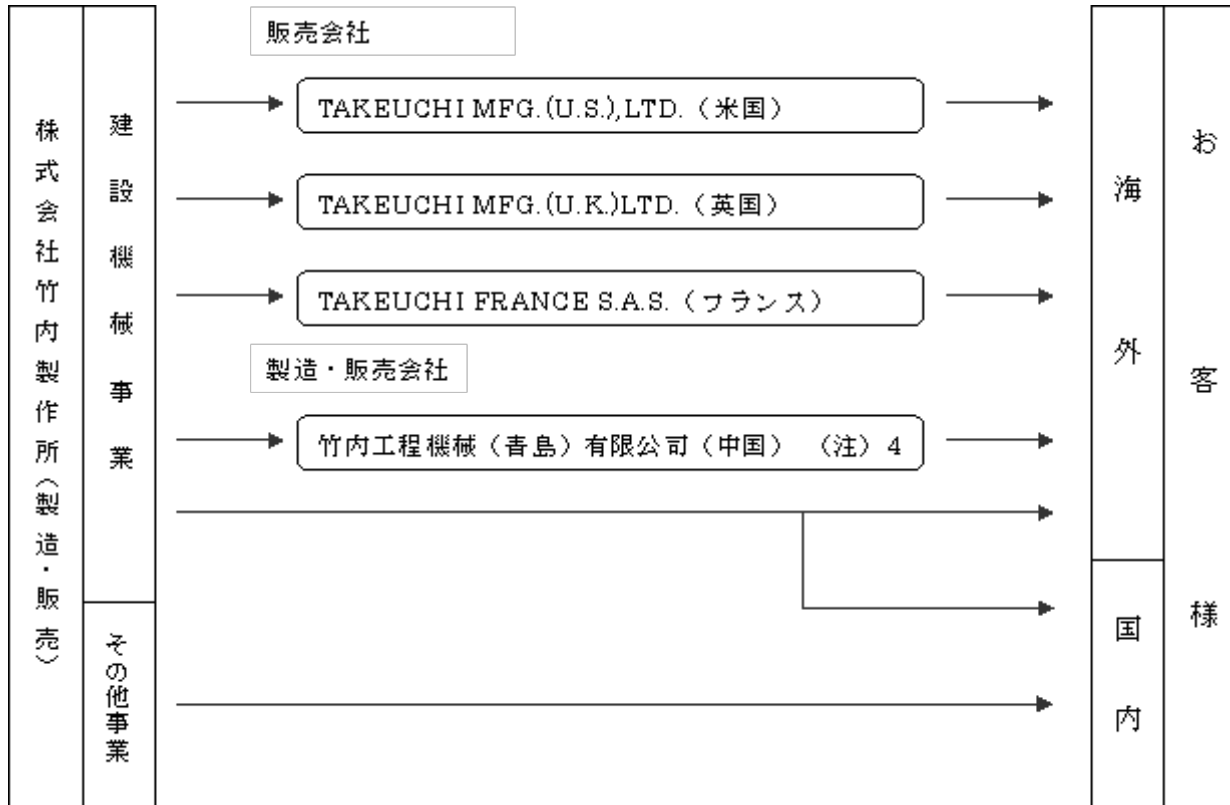 株式会社竹内製作所（製造・販売）
建設機械事業
その他事業
販売会社
TAKEUCHI MFG.(U.S.),LTD.（米国）
TAKEUCHI MFG.(U.K.)LTD.（英国）
TAKEUCHI FRANCE S.A.S.（フランス）
製造・販売会社
竹内工程機械（青島）有限公司（中国）　（注）4
海外
国内
お客様